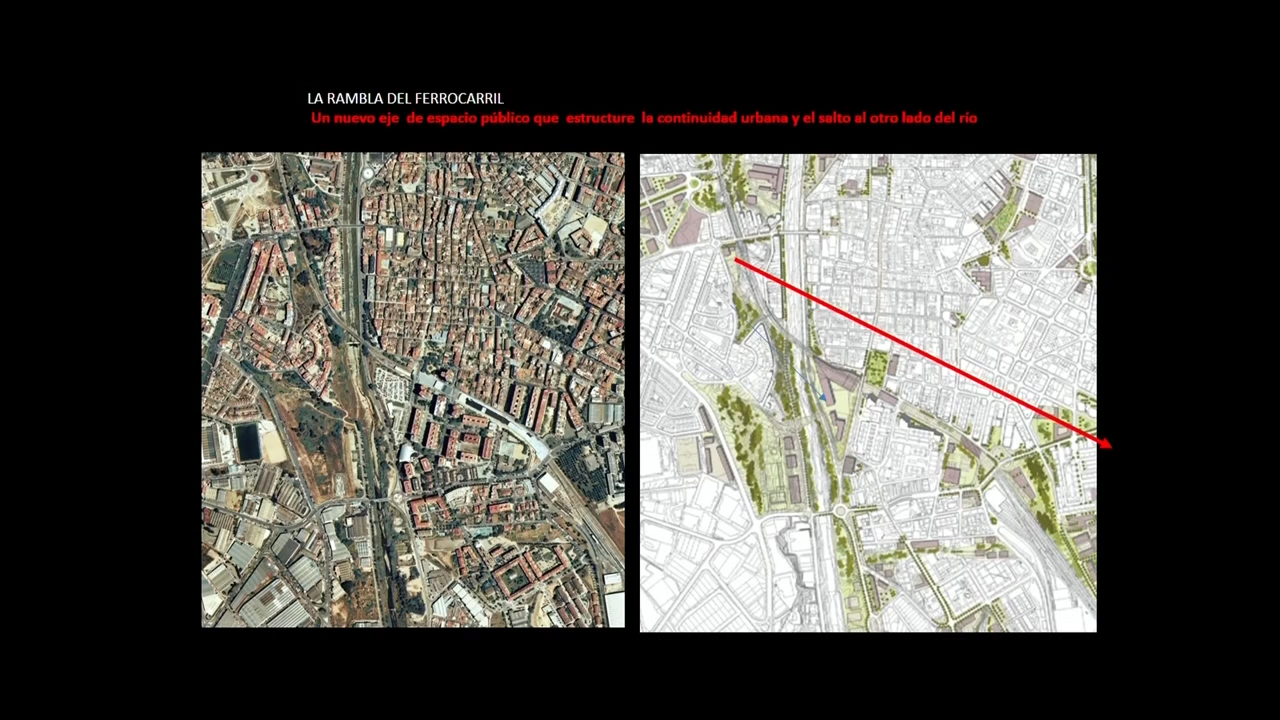 LA RAMBLA DEL FERROCARRIL
Un nuevo eje de espacio público que estructure la continuidad urbana y el salto al otro lado del río